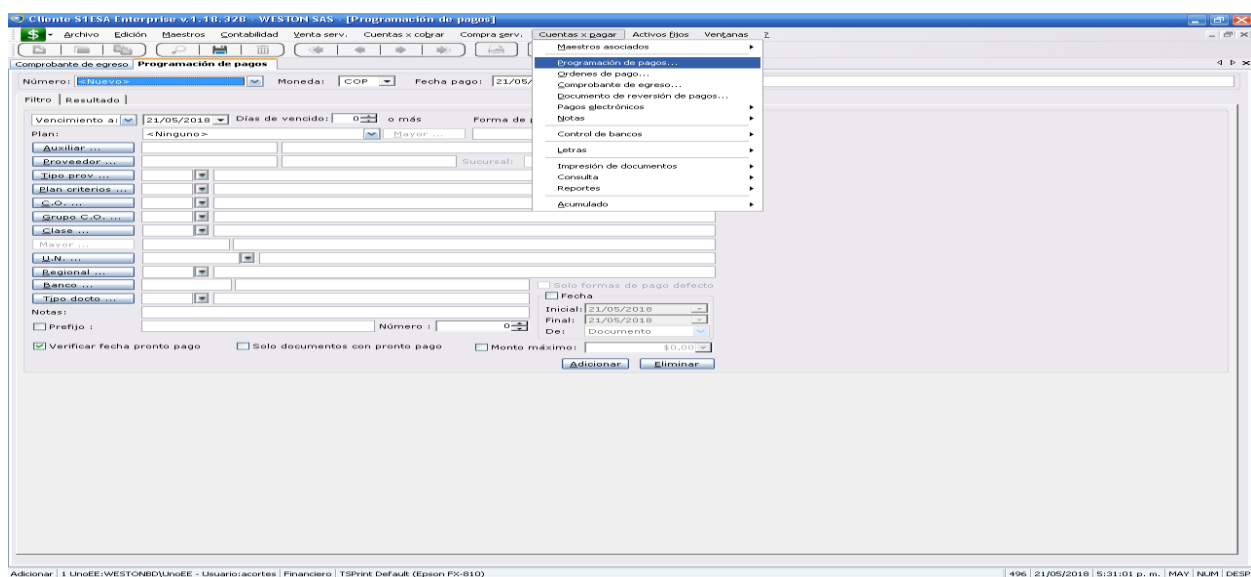 Cliente SIESA Enterprise v.1.18.328 - WESTON SAS - [Programación de pagos]
$ Archivo Edición Maestros Contabilidad Venta serv. Cuentas x cobrar Compra serv. Cuentas x pagar Activos fijos Ventanas ?
Comprobante de egreso Programación de pagos
Número: <Nuevo> Moneda: COP Fecha pago: 21/05/
Filtro Resultado
Vencimiento a: 21/05/2018 Días de vencido: 0 o más Forma de
Plan: <Ninguno> Mayor ...
Auxiliar ...
Proveedor ... Sucursal:
Tipo prov ...
Plan criterios ...
C.O. ...
Grupo C.O. ...
Clase ...
Mayor ...
U.N. ...
Regional ...
Banco ... Solo formas de pago defecto
Tipo docto ... Fecha
Notas: Inicial: 21/05/2018
Prefijo : Número : 0 Final: 21/05/2018
De: Documento
Verificar fecha pronto pago Solo documentos con pronto pago Monto máximo: $0,00
Adicionar Eliminar
Maestros asociados
Programación de pagos...
Ordenes de pago...
Comprobante de egreso...
Documento de reversión de pagos...
Pagos electrónicos
Notas
Control de bancos
Letras
Impresión de documentos
Consulta
Reportes
Acumulado
Adicionar 1 UnoEE:WESTONBD\UnoEE - Usuario:acortes Financiero TSPrint Default (Epson FX-810) 496 21/05/2018 5:31:01 p. m. MAY NUM DESP